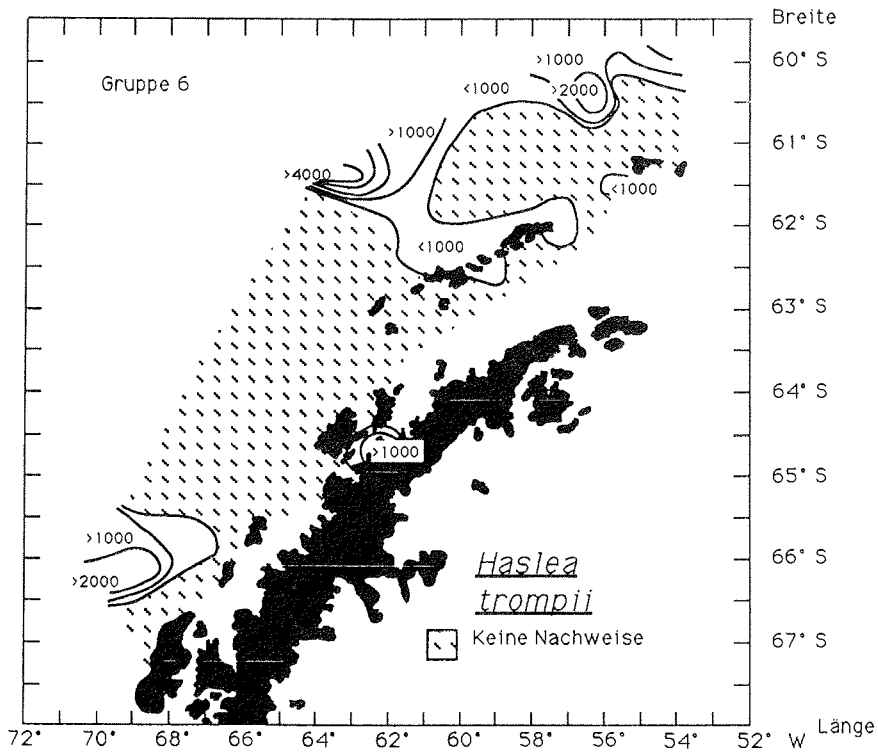 Breite
Gruppe 6
60° S
61° S
62° S
63° S
64° S
65° S
66° S
67° S
>1000
<1000
>2000
>1000
>4000
<1000
<1000
>1000
>1000
>2000
Haslea
trompii
Keine Nachweise
72° 70° 68° 66° 64° 62° 60° 58° 56° 54° 52° W Länge